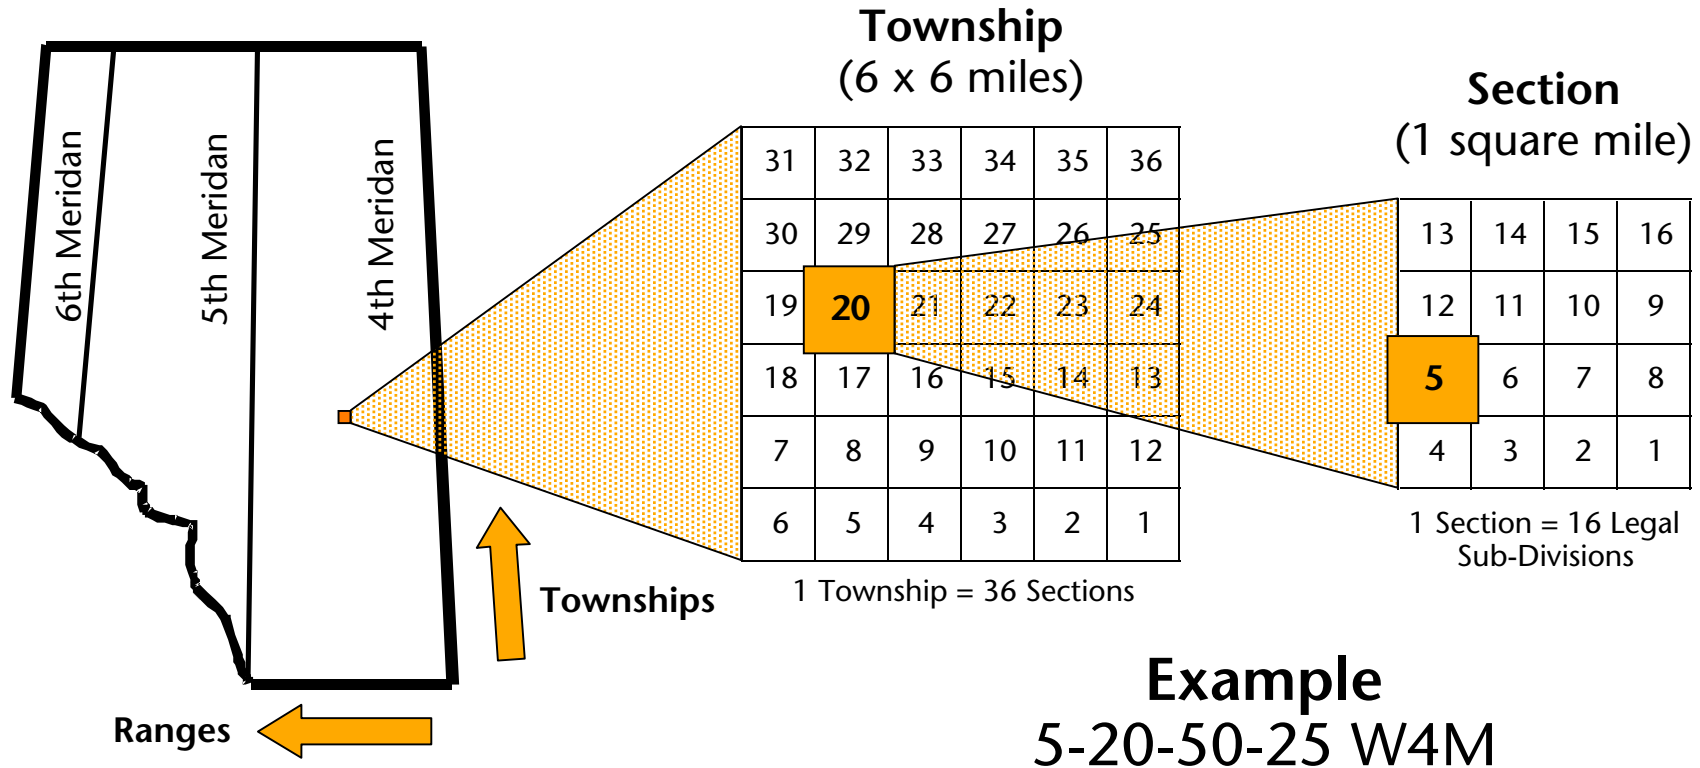 Township
(6 x 6 miles)
Section
(1 square mile)
6th Meridan
5th Meridan
4th Meridan
31 32 33 34 35 36
30 29 28 27 26 25
19 20 21 22 23 24
18 17 16 15 14 13
7 8 9 10 11 12
6 5 4 3 2 1
1 Township = 36 Sections
13 14 15 16
12 11 10 9
5 6 7 8
4 3 2 1
1 Section = 16 Legal
Sub-Divisions
Townships
Ranges
Example
5-20-50-25 W4M